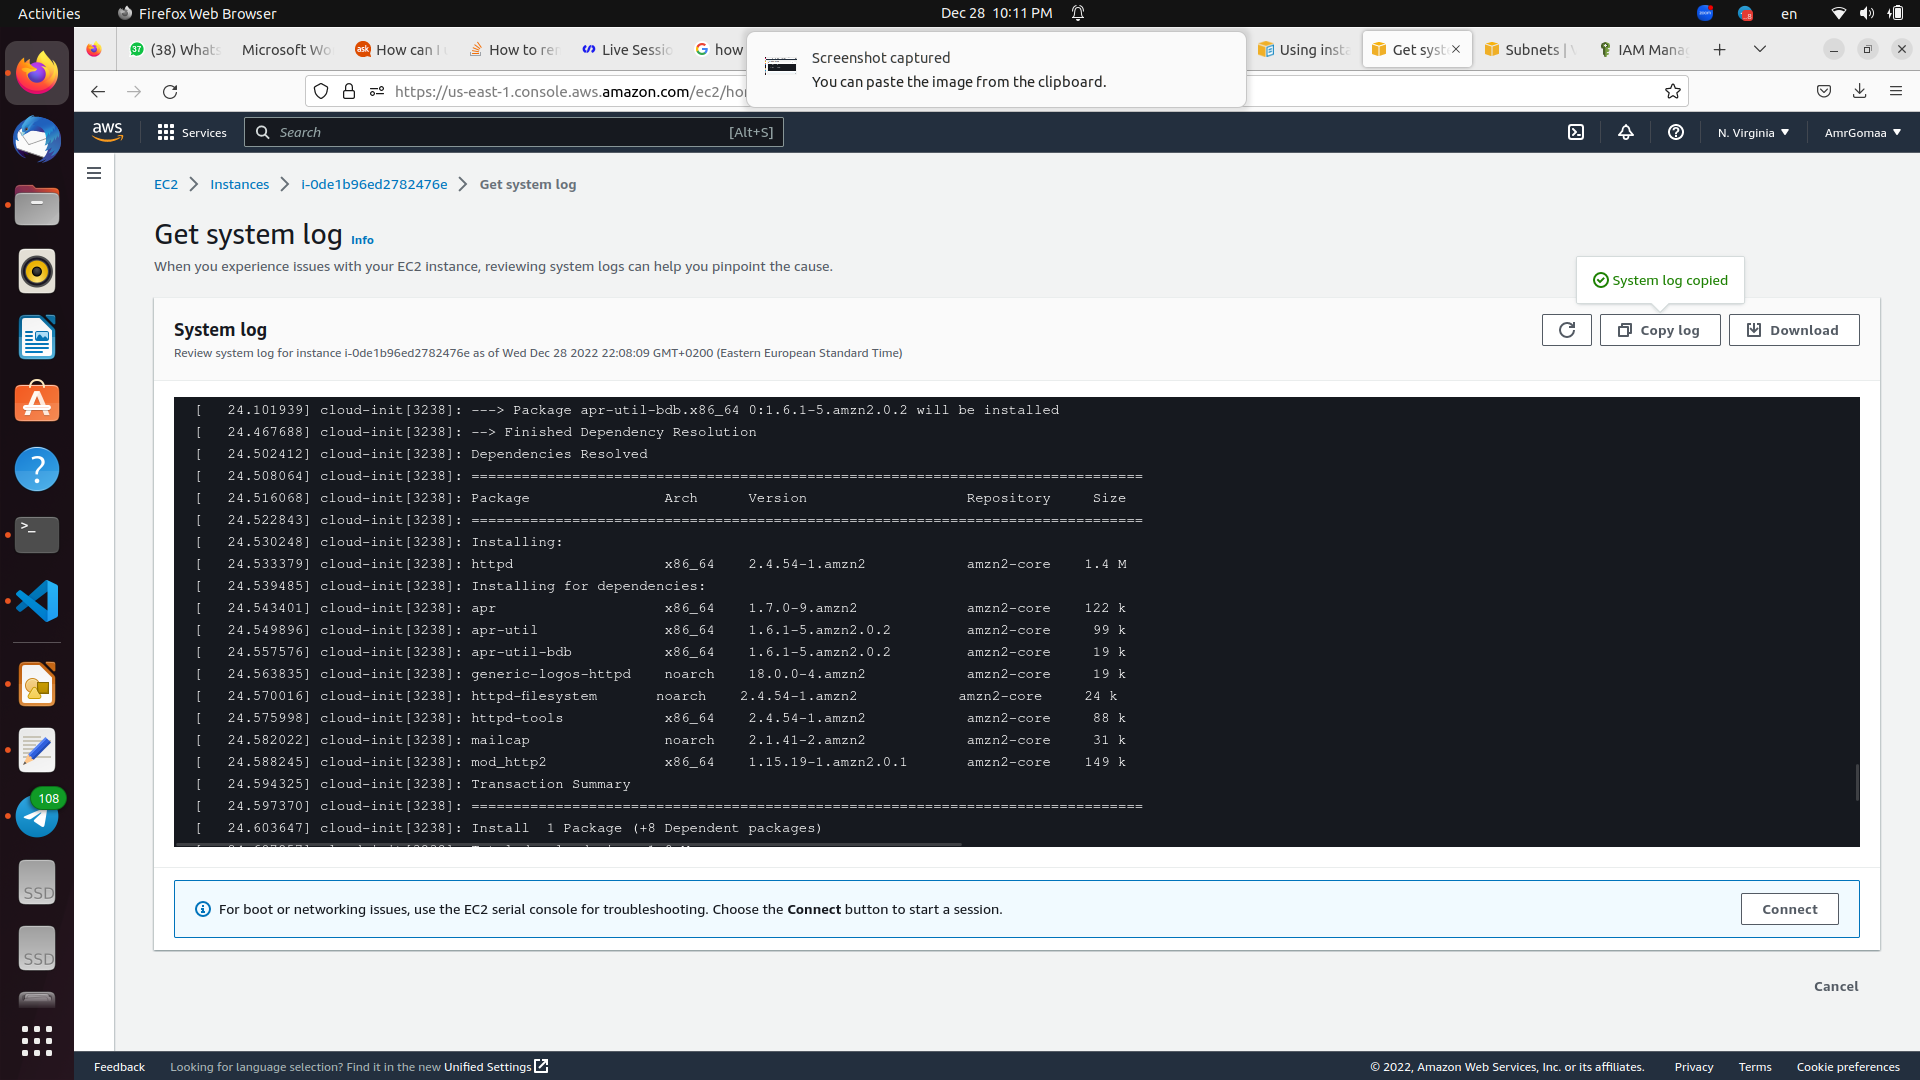 Activities
Firefox Web Browser
Dec 28 10:11 PM
en
37 (38) Whats
Microsoft Wo
ask How can I
How to re
Live Sessio
G how
Using insta
Get syst
Subnets |
IAM Mana
Screenshot captured
You can paste the image from the clipboard.
https://us-east-1.console.aws.amazon.com/ec2/ho
aws
Services
Search
[Alt+S]
N. Virginia
AmrGomaa
EC2
Instances
i-0de1b96ed2782476e
Get system log
Get system log Info
When you experience issues with your EC2 instance, reviewing system logs can help you pinpoint the cause.
System log copied
System log
Copy log
Download
Review system log for instance i-0de1b96ed2782476e as of Wed Dec 28 2022 22:08:09 GMT+0200 (Eastern European Standard Time)
[   24.101939] cloud-init[3238]: ---> Package apr-util-bdb.x86_64 0:1.6.1-5.amzn2.0.2 will be installed
[   24.467688] cloud-init[3238]: --> Finished Dependency Resolution
[   24.502412] cloud-init[3238]: Dependencies Resolved
[   24.508064] cloud-init[3238]: ================================================================================
[   24.516068] cloud-init[3238]: Package                Arch      Version                   Repository     Size
[   24.522843] cloud-init[3238]: ================================================================================
[   24.530248] cloud-init[3238]: Installing:
[   24.533379] cloud-init[3238]: httpd                  x86_64    2.4.54-1.amzn2            amzn2-core    1.4 M
[   24.539485] cloud-init[3238]: Installing for dependencies:
[   24.543401] cloud-init[3238]: apr                    x86_64    1.7.0-9.amzn2             amzn2-core    122 k
[   24.549896] cloud-init[3238]: apr-util               x86_64    1.6.1-5.amzn2.0.2         amzn2-core     99 k
[   24.557576] cloud-init[3238]: apr-util-bdb           x86_64    1.6.1-5.amzn2.0.2         amzn2-core     19 k
[   24.563835] cloud-init[3238]: generic-logos-httpd    noarch    18.0.0-4.amzn2            amzn2-core     19 k
[   24.570016] cloud-init[3238]: httpd-filesystem       noarch    2.4.54-1.amzn2            amzn2-core     24 k
[   24.575998] cloud-init[3238]: httpd-tools            x86_64    2.4.54-1.amzn2            amzn2-core     88 k
[   24.582022] cloud-init[3238]: mailcap                noarch    2.1.41-2.amzn2            amzn2-core     31 k
[   24.588245] cloud-init[3238]: mod_http2              x86_64    1.15.19-1.amzn2.0.1       amzn2-core    149 k
[   24.594325] cloud-init[3238]: Transaction Summary
[   24.597370] cloud-init[3238]: ================================================================================
[   24.603647] cloud-init[3238]: Install  1 Package (+8 Dependent packages)
For boot or networking issues, use the EC2 serial console for troubleshooting. Choose the Connect button to start a session.
Connect
Cancel
108
SSD
SSD
Feedback
Looking for language selection? Find it in the new Unified Settings
© 2022, Amazon Web Services, Inc. or its affiliates.
Privacy
Terms
Cookie preferences